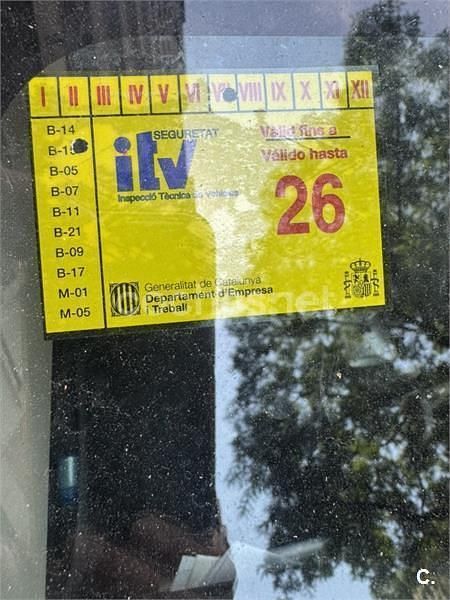 I II III IV V VI VII VIII IX X XI XII
B-14
B-05
B-07
B-11
B-21
B-09
B-17
M-01
M-05
SEGURETAT
itv
Inspecció Tècnica de Vehicles
Vàlid fins a
Válido hasta
26
Generalitat de Catalunya
Departament d'Empresa
i Treball
C.